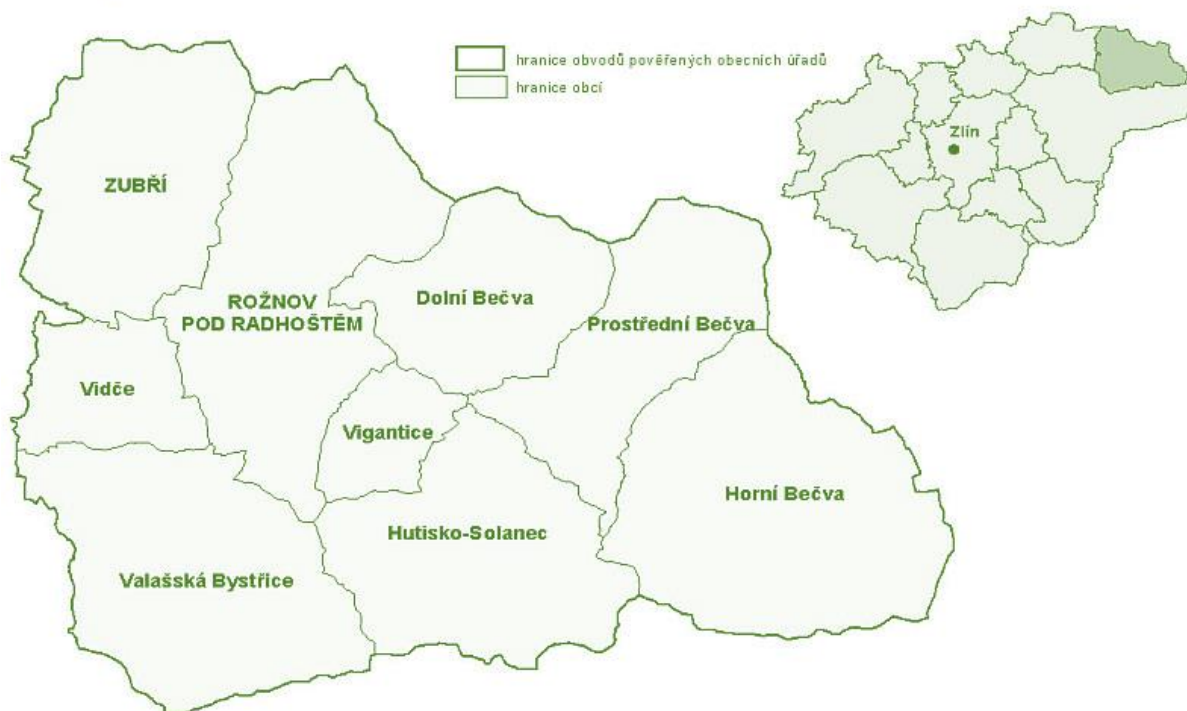 hranice obvodů pověřených obecních úřadů
hranice obcí
Zlín
ZUBŘÍ
ROŽNOV
POD RADHOŠTĚM
Dolní Bečva
Prostřední Bečva
Vidče
Vigantice
Horní Bečva
Hutisko-Solanec
Valašská Bystřice